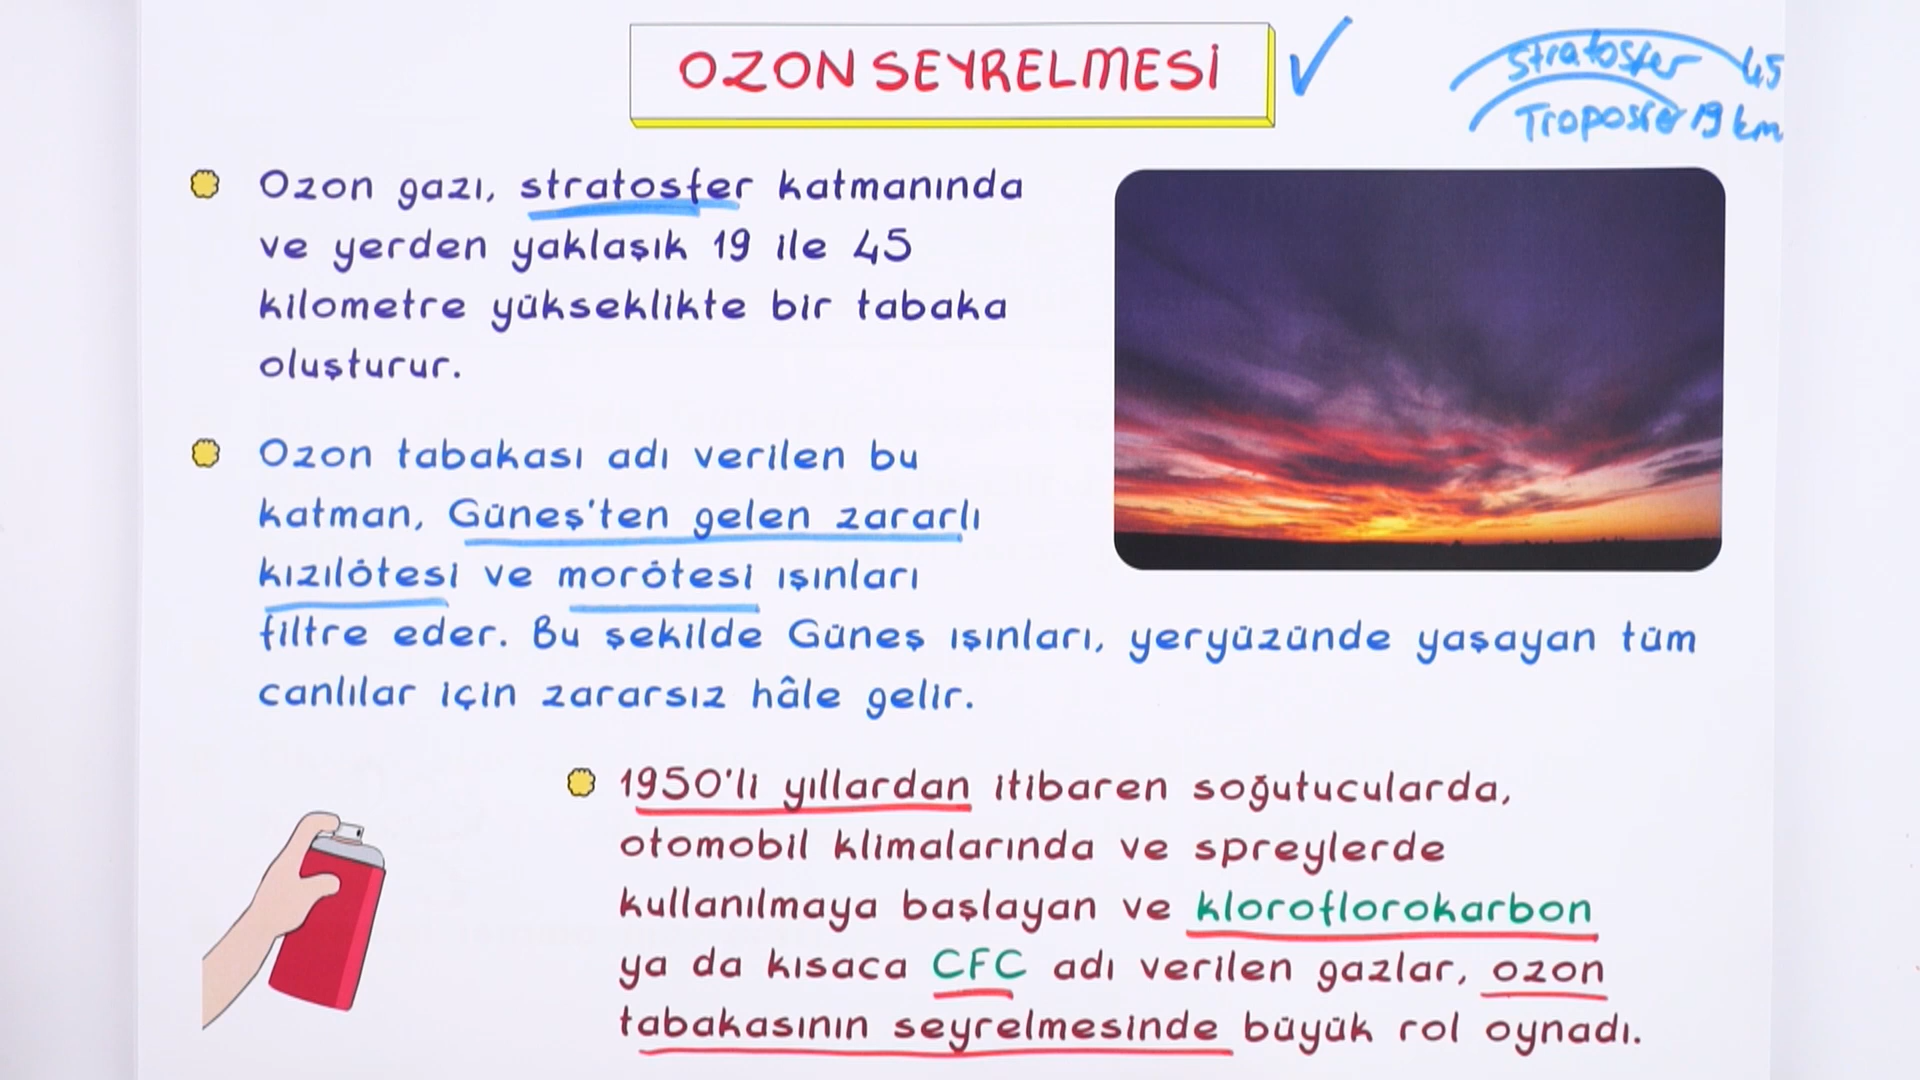 OZON SEYRELMESİ
stratosfer 45
Troposfer 19 km
Ozon gazı, stratosfer katmanında
ve yerden yaklaşık 19 ile 45
kilometre yükseklikte bir tabaka
oluşturur.
Ozon tabakası adı verilen bu
katman, Güneş'ten gelen zararlı
kızılötesi ve morötesi ışınları
filtre eder. Bu şekilde Güneş ışınları, yeryüzünde yaşayan tüm
canlılar için zararsız hâle gelir.
1950'li yıllardan itibaren soğutucularda,
otomobil klimalarında ve spreylerde
kullanılmaya başlayan ve kloroflorokarbon
ya da kısaca CFC adı verilen gazlar, ozon
tabakasının seyrelmesinde büyük rol oynadı.